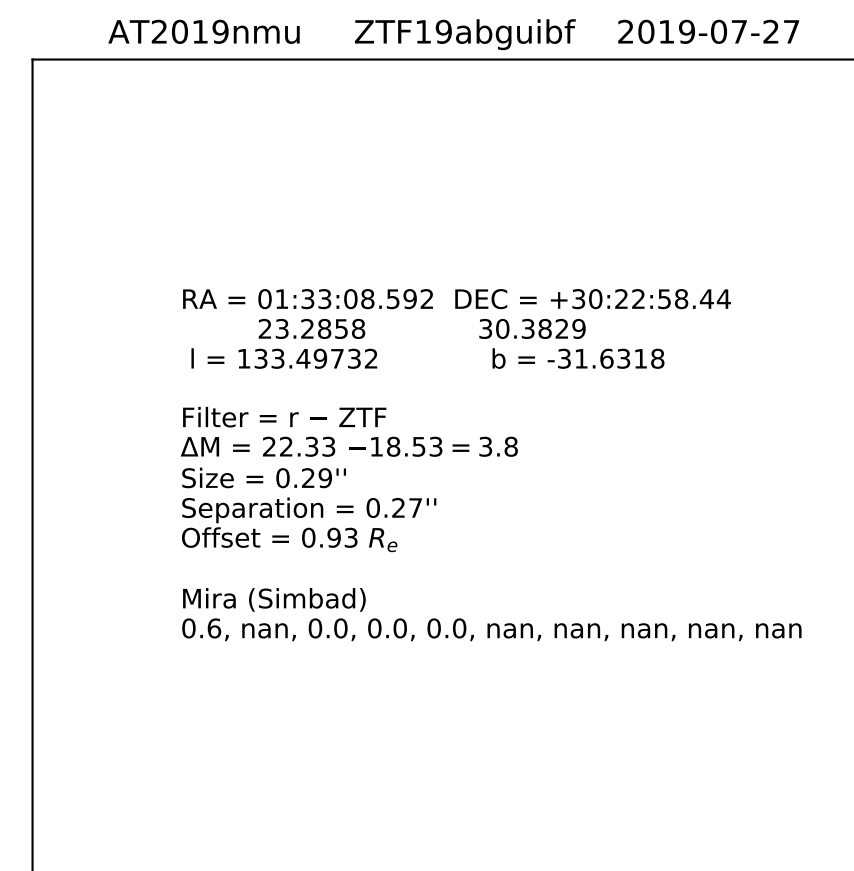 AT2019nmu ZTF19abguibf 2019-07-27
RA = 01:33:08.592 DEC = +30:22:58.44
23.2858 30.3829
l = 133.49732 b = -31.6318
Filter = r − ZTF
ΔM = 22.33 −18.53 = 3.8
Size = 0.29''
Separation = 0.27''
Offset = 0.93 Re
Mira (Simbad)
0.6, nan, 0.0, 0.0, 0.0, nan, nan, nan, nan, nan